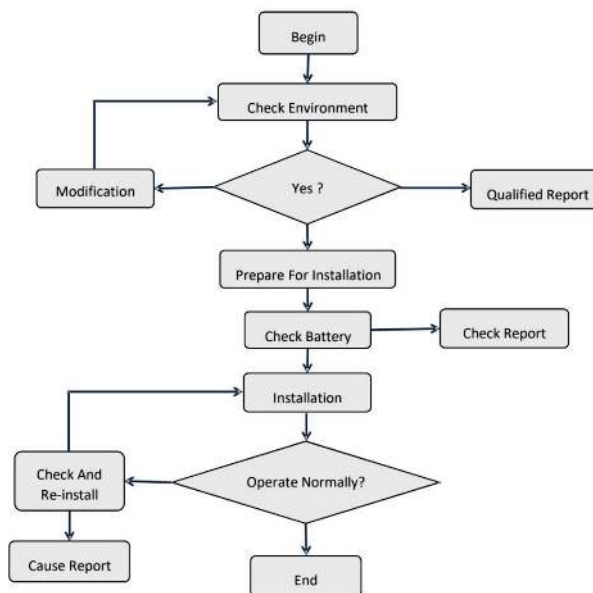 Begin
Check Environment
Modification
Yes ?
Qualified Report
Prepare For Installation
Check Battery
Check Report
Installation
Check And
Re-install
Operate Normally?
Cause Report
End